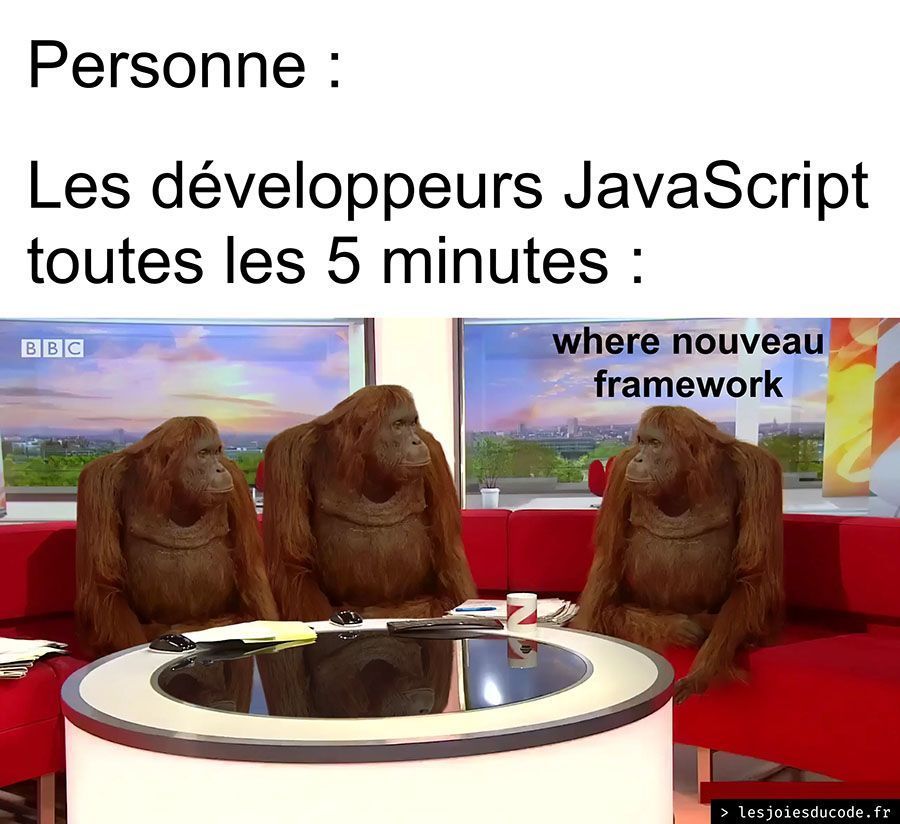 Personne :
Les développeurs JavaScript
toutes les 5 minutes :
BBC
where nouveau
framework
> lesjoiesducode.fr